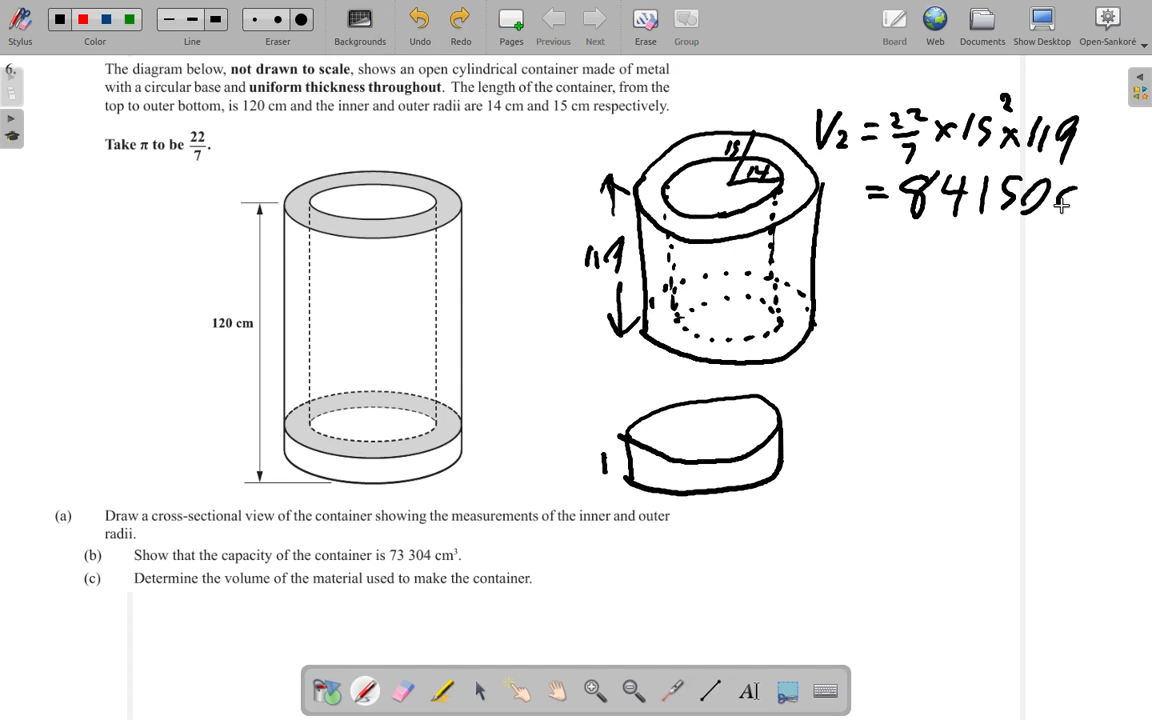 Stylus
Color
Line
Eraser
Backgrounds
Undo
Redo
Pages
Previous
Next
Erase
Group
Board
Web
Documents
Show Desktop
Open-Sankoré
6.
The diagram below, not drawn to scale, shows an open cylindrical container made of metal
with a circular base and uniform thickness throughout. The length of the container, from the
top to outer bottom, is 120 cm and the inner and outer radii are 14 cm and 15 cm respectively.
Take π to be 22/7.
120 cm
15
14
119
1
V₂ = 22/7 × 15² × 119
= 84150
(a) Draw a cross-sectional view of the container showing the measurements of the inner and outer
radii.
(b) Show that the capacity of the container is 73 304 cm³.
(c) Determine the volume of the material used to make the container.